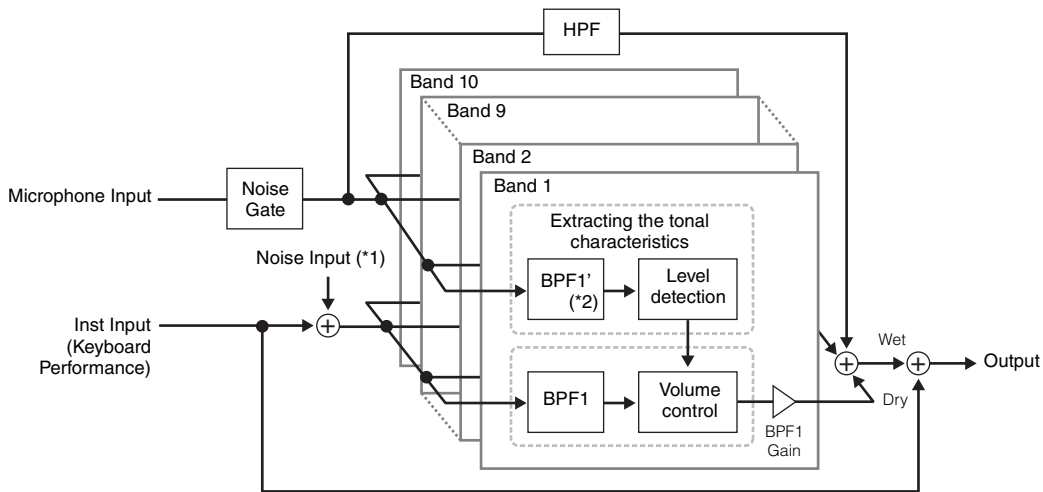 HPF
Band 10
Band 9
Band 2
Band 1
Microphone Input
Noise
Gate
Extracting the tonal
characteristics
Noise Input (*1)
BPF1’
(*2)
Level
detection
Inst Input
(Keyboard
Performance)
Wet
Output
BPF1
Volume
control
Dry
BPF1
Gain